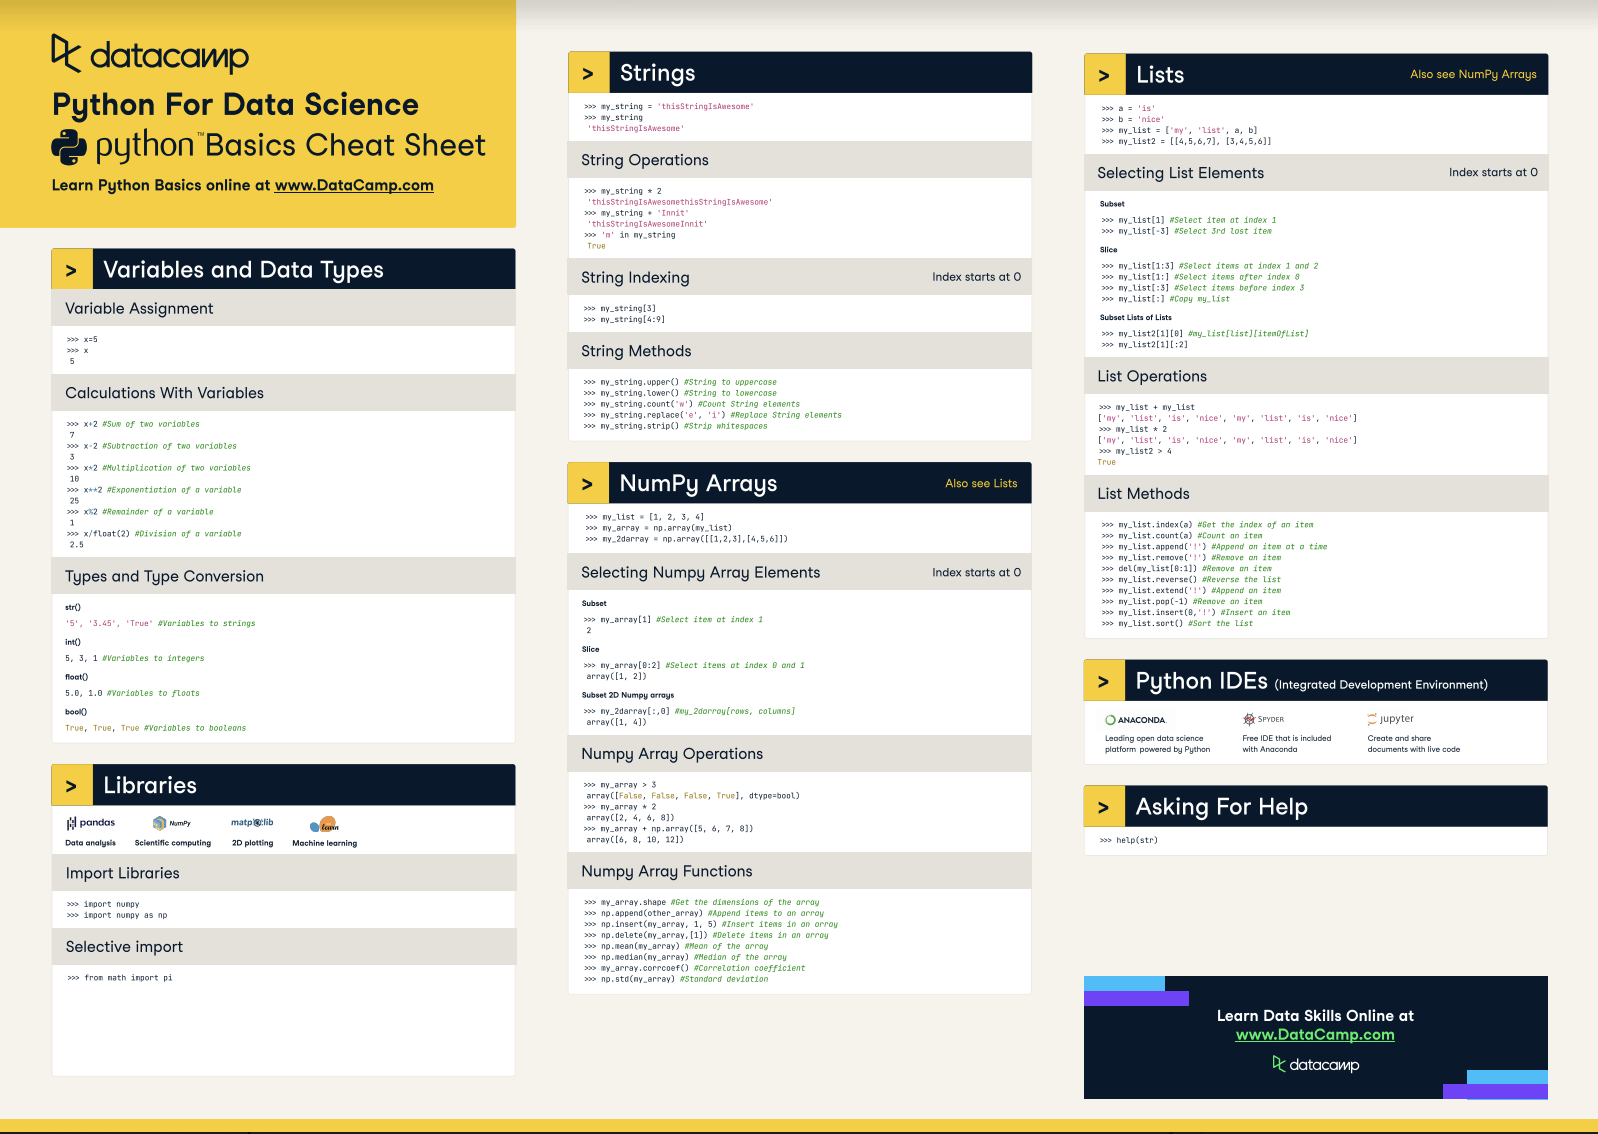 datacamp
Python For Data Science
python™ Basics Cheat Sheet
Learn Python Basics online at www.DataCamp.com
> Variables and Data Types
Variable Assignment
>>> x=5
>>> x
5
Calculations With Variables
>>> x+2 #Sum of two variables
7
>>> x-2 #Subtraction of two variables
3
>>> x*2 #Multiplication of two variables
10
>>> x**2 #Exponentiation of a variable
25
>>> x%2 #Remainder of a variable
1
>>> x/float(2) #Division of a variable
2.5
Types and Type Conversion
str()
'5', '3.45', 'True' #Variables to strings
int()
5, 3, 1 #Variables to integers
float()
5.0, 1.0 #Variables to floats
bool()
True, True, True #Variables to booleans
> Libraries
pandas
Data analysis
NumPy
Scientific computing
matplotlib
2D plotting
learn
Machine learning
Import Libraries
>>> import numpy
>>> import numpy as np
Selective import
>>> from math import pi
> Strings
>>> my_string = 'thisStringIsAwesome'
>>> my_string
'thisStringIsAwesome'
String Operations
>>> my_string * 2
'thisStringIsAwesomethisStringIsAwesome'
>>> my_string + 'Innit'
'thisStringIsAwesomeInnit'
>>> 'm' in my_string
True
String Indexing Index starts at 0
>>> my_string[3]
>>> my_string[4:9]
String Methods
>>> my_string.upper() #String to uppercase
>>> my_string.lower() #String to lowercase
>>> my_string.count('w') #Count String elements
>>> my_string.replace('e', 'i') #Replace String elements
>>> my_string.strip() #Strip whitespaces
> NumPy Arrays Also see Lists
>>> my_list = [1, 2, 3, 4]
>>> my_array = np.array(my_list)
>>> my_2darray = np.array([[1,2,3],[4,5,6]])
Selecting Numpy Array Elements Index starts at 0
Subset
>>> my_array[1] #Select item at index 1
2
Slice
>>> my_array[0:2] #Select items at index 0 and 1
array([1, 2])
Subset 2D Numpy arrays
>>> my_2darray[:,0] #my_2darray[rows, columns]
array([1, 4])
Numpy Array Operations
>>> my_array > 3
array([False, False, False, True], dtype=bool)
>>> my_array * 2
array([2, 4, 6, 8])
>>> my_array + np.array([5, 6, 7, 8])
array([6, 8, 10, 12])
Numpy Array Functions
>>> my_array.shape #Get the dimensions of the array
>>> np.append(other_array) #Append items to an array
>>> np.insert(my_array, 1, 5) #Insert items in an array
>>> np.delete(my_array,[1]) #Delete items in an array
>>> np.mean(my_array) #Mean of the array
>>> np.median(my_array) #Median of the array
>>> my_array.corrcoef() #Correlation coefficient
>>> np.std(my_array) #Standard deviation
> Lists Also see NumPy Arrays
>>> a = 'is'
>>> b = 'nice'
>>> my_list = ['my', 'list', a, b]
>>> my_list2 = [[4,5,6,7], [3,4,5,6]]
Selecting List Elements Index starts at 0
Subset
>>> my_list[1] #Select item at index 1
>>> my_list[-3] #Select 3rd last item
Slice
>>> my_list[1:3] #Select items at index 1 and 2
>>> my_list[1:] #Select items after index 0
>>> my_list[:3] #Select items before index 3
>>> my_list[:] #Copy my_list
Subset Lists of Lists
>>> my_list2[1][0] #my_list[list][itemOfList]
>>> my_list2[1][:2]
List Operations
>>> my_list + my_list
['my', 'list', 'is', 'nice', 'my', 'list', 'is', 'nice']
>>> my_list * 2
['my', 'list', 'is', 'nice', 'my', 'list', 'is', 'nice']
>>> my_list2 > 4
True
List Methods
>>> my_list.index(a) #Get the index of an item
>>> my_list.count(a) #Count an item
>>> my_list.append('!') #Append an item at a time
>>> my_list.remove('!') #Remove an item
>>> del(my_list[0:1]) #Remove an item
>>> my_list.reverse() #Reverse the list
>>> my_list.extend('!') #Append an item
>>> my_list.pop(-1) #Remove an item
>>> my_list.insert(0,'!') #Insert an item
>>> my_list.sort() #Sort the list
> Python IDEs (Integrated Development Environment)
ANACONDA
Leading open data science
platform powered by Python
SPYDER
Free IDE that is included
with Anaconda
jupyter
Create and share
documents with live code
> Asking For Help
>>> help(str)
Learn Data Skills Online at
www.DataCamp.com
datacamp